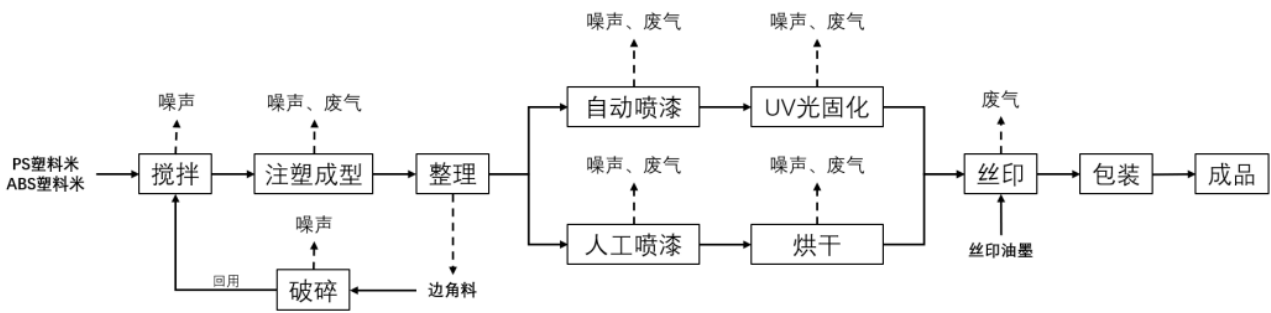 噪声、废气
噪声、废气
自动喷漆
UV光固化
噪声
噪声、废气
废气
PS塑料米
ABS塑料米
搅拌
注塑成型
整理
噪声、废气
噪声、废气
丝印
包装
成品
噪声
人工喷漆
烘干
丝印油墨
回用
破碎
边角料